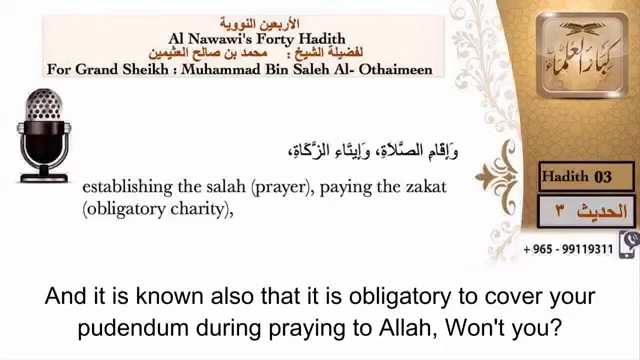 الأربعين النووية
Al Nawawi's Forty Hadith
لفضيلة الشيخ : محمد بن صالح العثيمين
For Grand Sheikh : Muhammad Bin Saleh Al- Othaimeen
كبار العلماء
وَإِقَامِ الصَّلَاةِ، وَإِيتَاءِ الزَّكَاةِ،
establishing the salah (prayer), paying the zakat
(obligatory charity),
Hadith 03
الحديث ٣
+ 965 - 99119311
And it is known also that it is obligatory to cover your
pudendum during praying to Allah, Won't you?